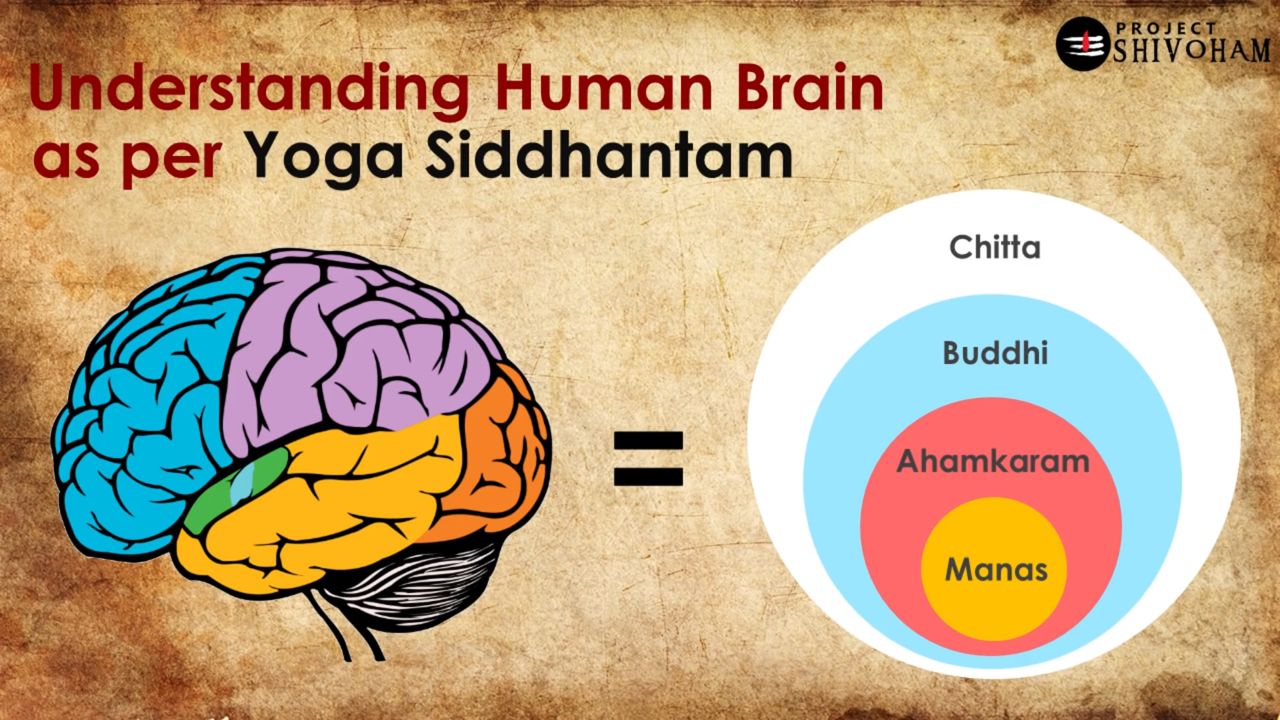 PROJECT
SHIVOHAM
Understanding Human Brain
as per Yoga Siddhantam
Chitta
Buddhi
Ahamkaram
=
Manas